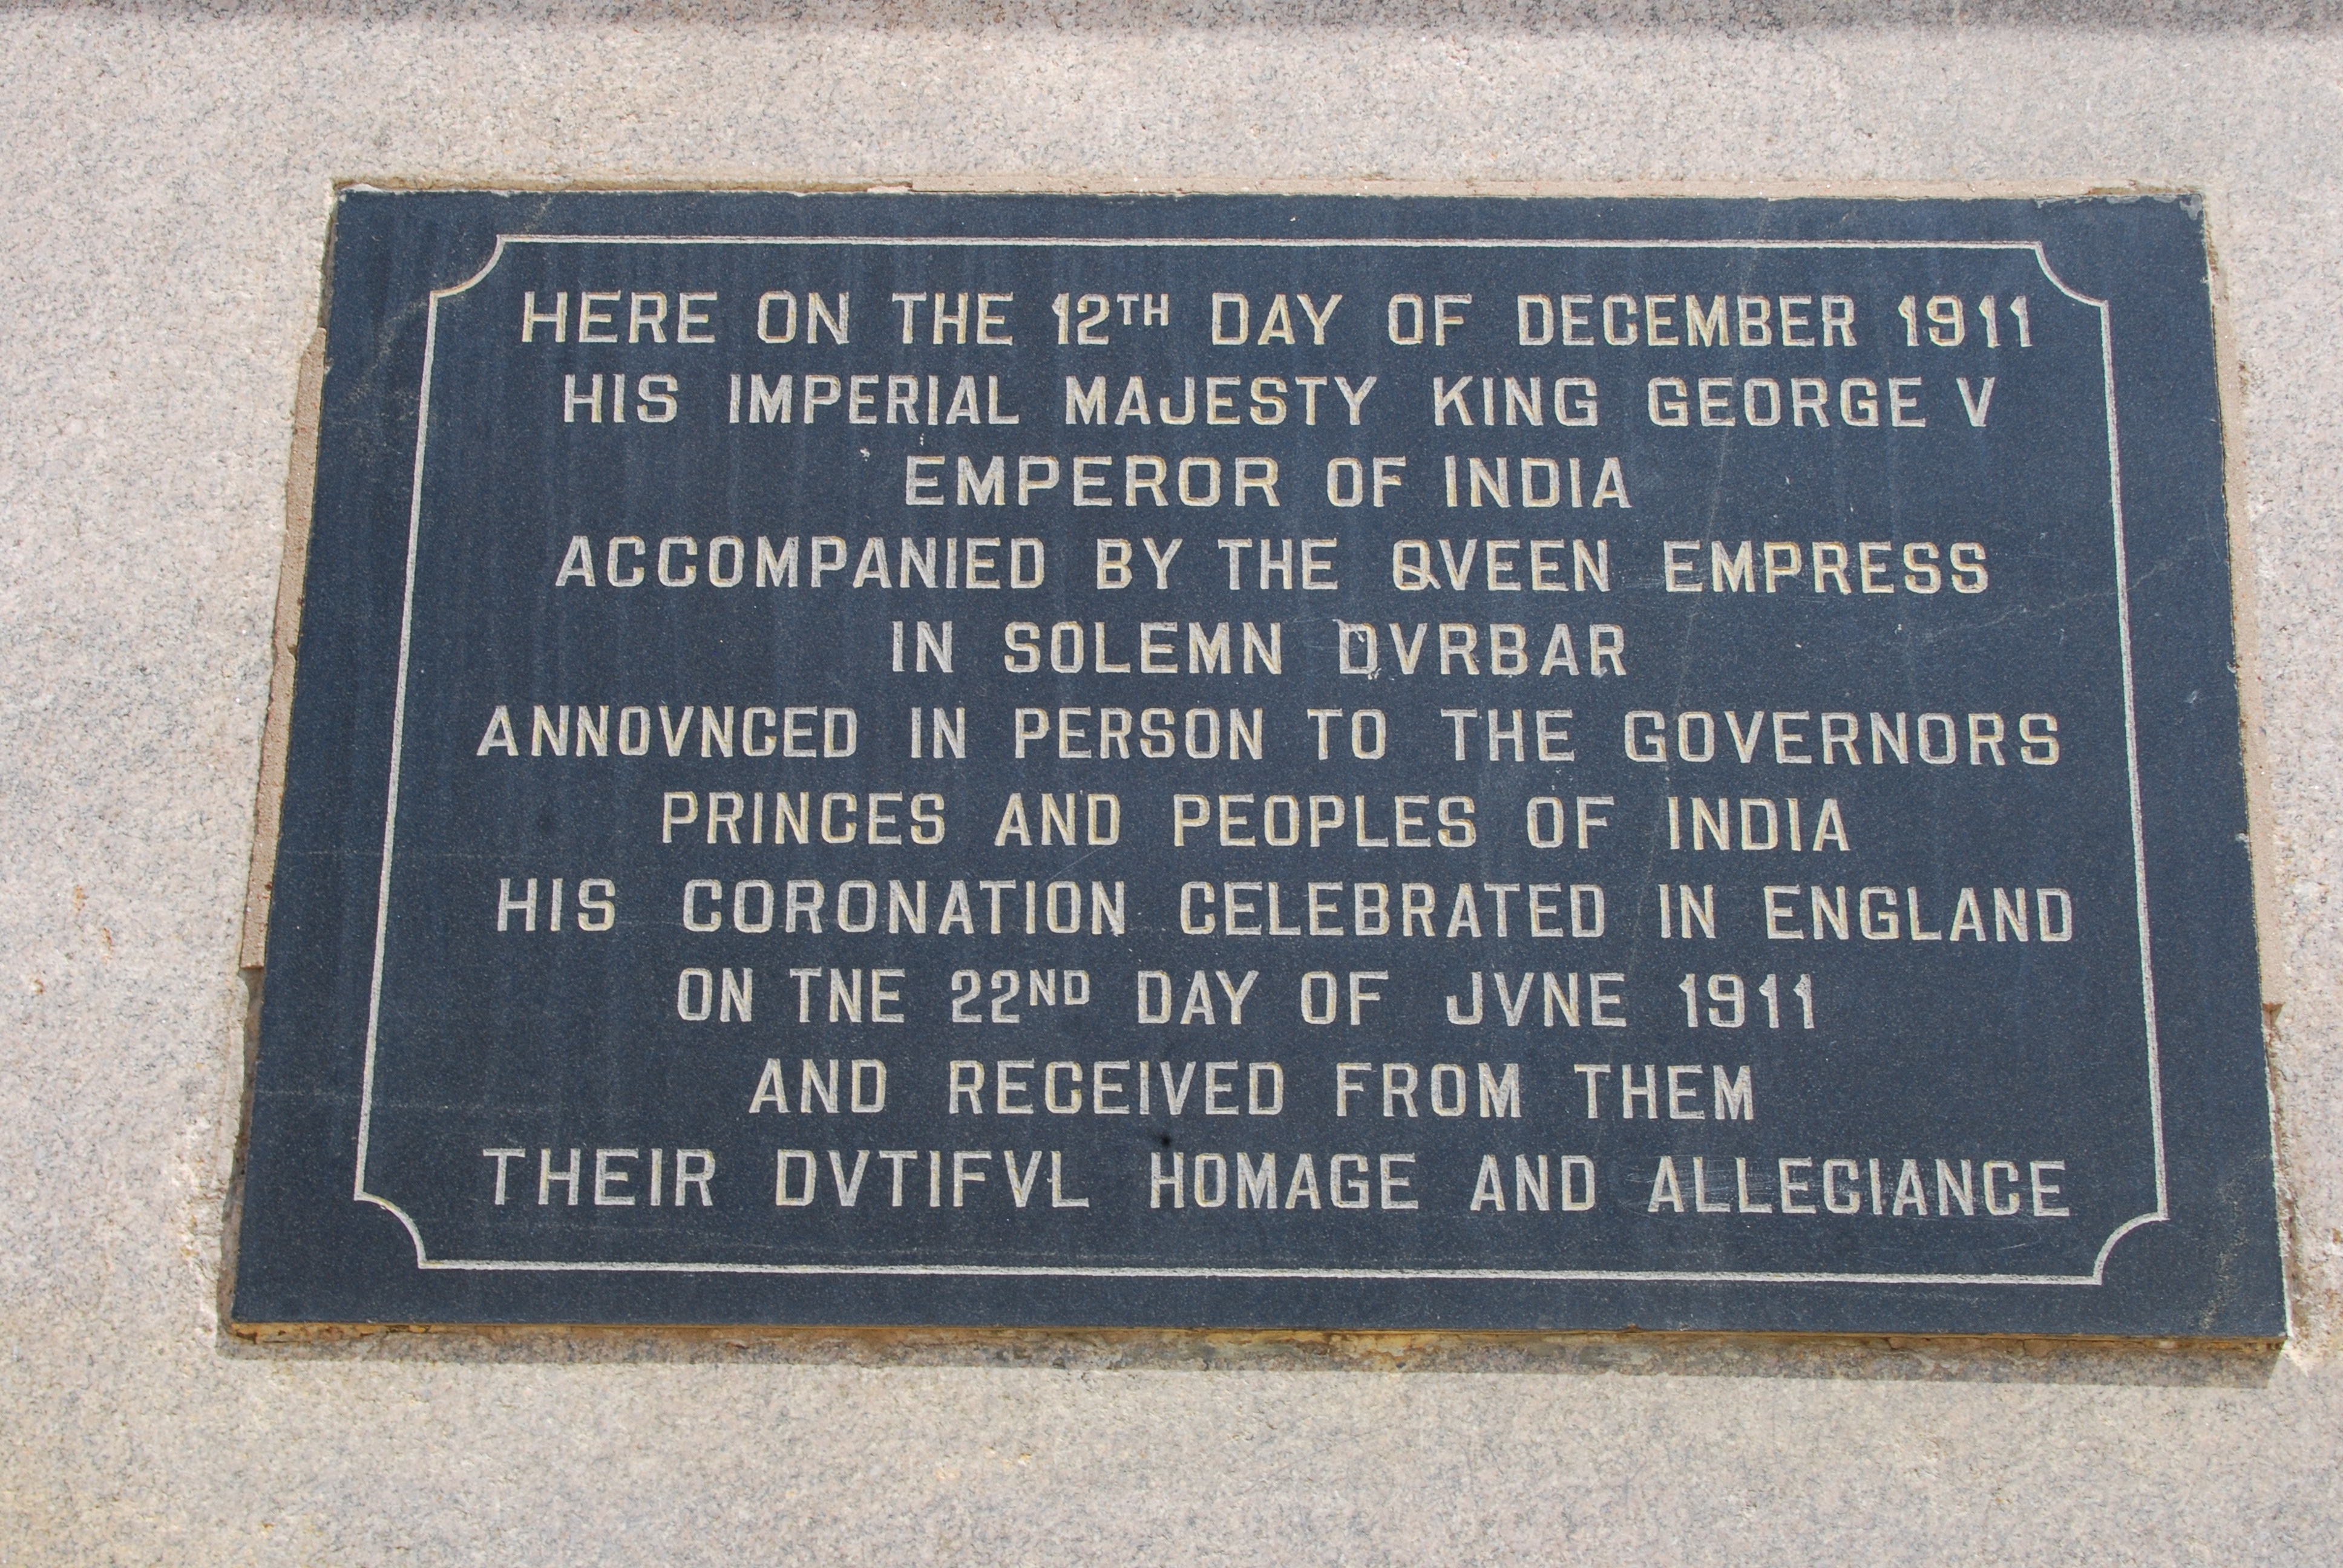 HERE ON THE 12TH DAY OF DECEMBER 1911
HIS IMPERIAL MAJESTY KING GEORGE V
EMPEROR OF INDIA
ACCOMPANIED BY THE QVEEN EMPRESS
IN SOLEMN DVRBAR
ANNOVNCED IN PERSON TO THE GOVERNORS
PRINCES AND PEOPLES OF INDIA
HIS CORONATION CELEBRATED IN ENGLAND
ON TNE 22ND DAY OF JVNE 1911
AND RECEIVED FROM THEM
THEIR DVTIFVL HOMAGE AND ALLEGIANCE